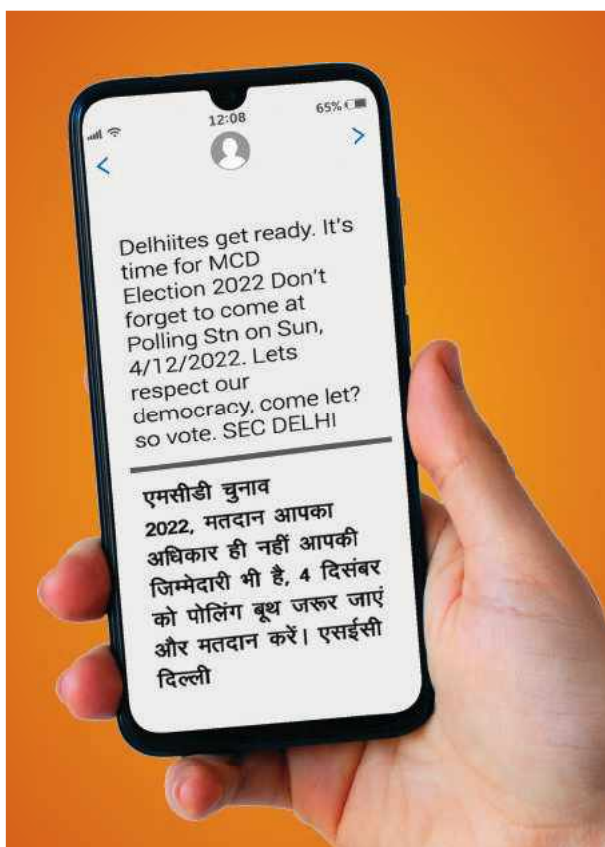 12:08
65%
Delhiites get ready. It's
time for MCD
Election 2022 Don't
forget to come at
Polling Stn on Sun,
4/12/2022. Lets
respect our
democracy, come let?
so vote. SEC DELHI
एमसीडी चुनाव
2022, मतदान आपका
अधिकार ही नहीं आपकी
जिम्मेदारी भी है, 4 दिसंबर
को पोलिंग बूथ जरूर जाएं
और मतदान करें। एसईसी
दिल्ली